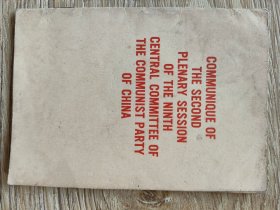 COMMUNIQUE OF
THE SECOND
PLENARY SESSION
OF THE NINTH
CENTRAL COMMITTEE OF
THE COMMUNIST PARTY
OF CHINA